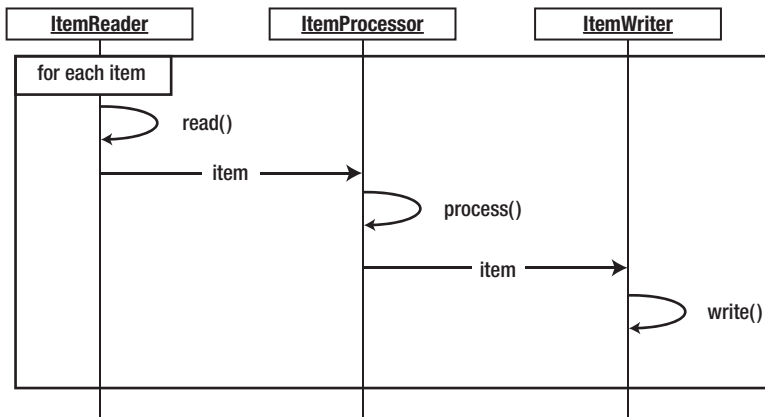 ItemReader
ItemProcessor
ItemWriter
for each item
read()
item
process()
item
write()